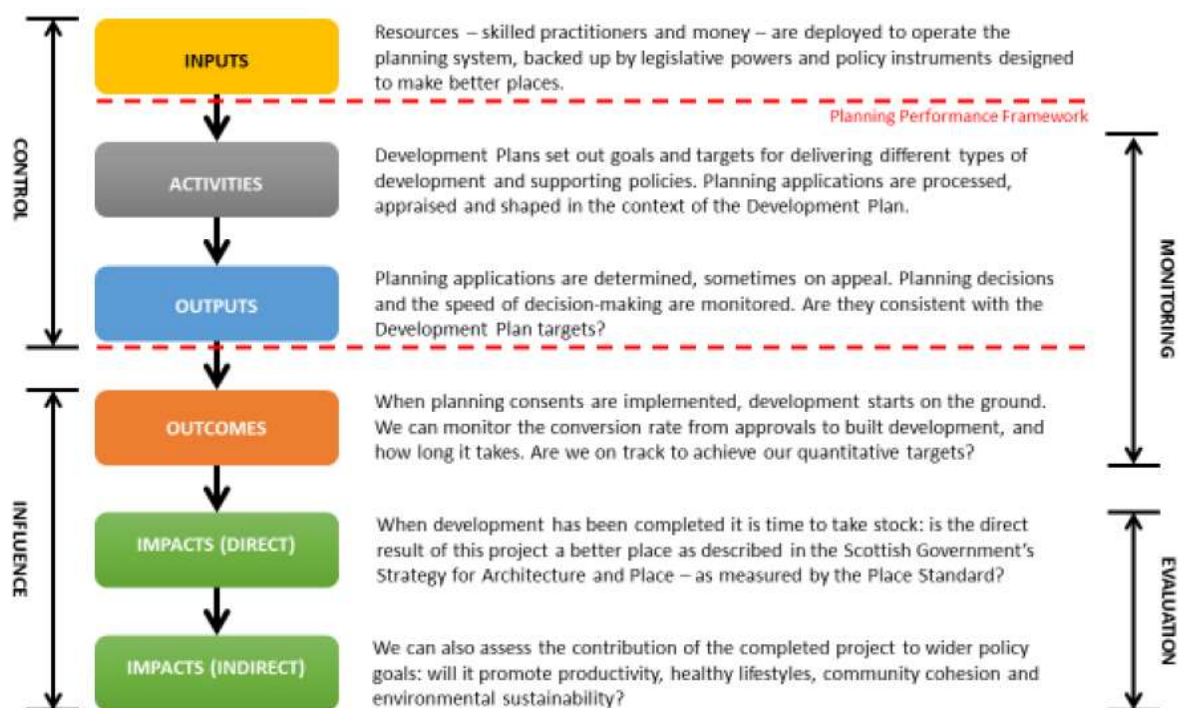 INPUTS
Resources – skilled practitioners and money – are deployed to operate the
planning system, backed up by legislative powers and policy instruments designed
to make better places.
Planning Performance Framework
CONTROL
ACTIVITIES
Development Plans set out goals and targets for delivering different types of
development and supporting policies. Planning applications are processed,
appraised and shaped in the context of the Development Plan.
OUTPUTS
Planning applications are determined, sometimes on appeal. Planning decisions
and the speed of decision-making are monitored. Are they consistent with the
Development Plan targets?
MONITORING
OUTCOMES
When planning consents are implemented, development starts on the ground.
We can monitor the conversion rate from approvals to built development, and
how long it takes. Are we on track to achieve our quantitative targets?
INFLUENCE
IMPACTS (DIRECT)
When development has been completed it is time to take stock: is the direct
result of this project a better place as described in the Scottish Government's
Strategy for Architecture and Place – as measured by the Place Standard?
EVALUATION
IMPACTS (INDIRECT)
We can also assess the contribution of the completed project to wider policy
goals: will it promote productivity, healthy lifestyles, community cohesion and
environmental sustainability?